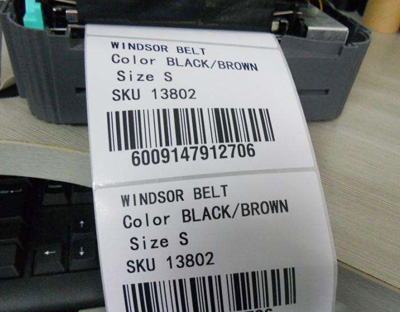 WINDSOR BELT
Color BLACK/BROWN
Size S
SKU 13802
6009147912706
WINDSOR BELT
Color BLACK/BROWN
Size S
SKU 13802